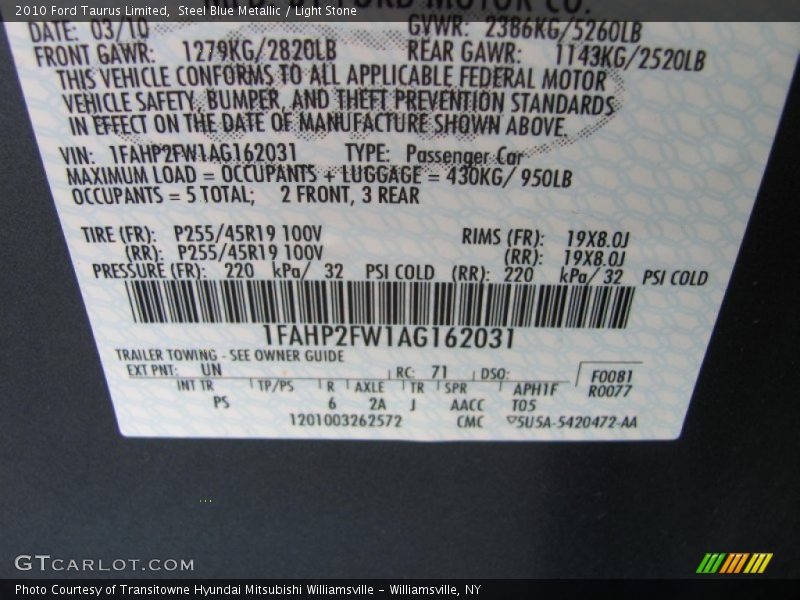 2010 Ford Taurus Limited, Steel Blue Metallic / Light Stone
FORD MOTOR CO.
DATE: 03/10 GVWR: 2386KG/5260LB
FRONT GAWR: 1279KG/2820LB REAR GAWR: 1143KG/2520LB
THIS VEHICLE CONFORMS TO ALL APPLICABLE FEDERAL MOTOR
VEHICLE SAFETY, BUMPER, AND THEFT PREVENTION STANDARDS
IN EFFECT ON THE DATE OF MANUFACTURE SHOWN ABOVE.
VIN: 1FAHP2FW1AG162031 TYPE: Passenger Car
MAXIMUM LOAD = OCCUPANTS + LUGGAGE = 430KG/ 950LB
OCCUPANTS = 5 TOTAL; 2 FRONT, 3 REAR
TIRE (FR): P255/45R19 100V RIMS (FR): 19X8.0J
(RR): P255/45R19 100V (RR): 19X8.0J
PRESSURE (FR): 220 kPa/ 32 PSI COLD (RR): 220 kPa/ 32 PSI COLD
1FAHP2FW1AG162031
TRAILER TOWING - SEE OWNER GUIDE
EXT PNT: UN RC: 71 DSO: F0081
INT TR TP/PS R AXLE TR SPR APH1F R0077
PS 6 2A J AACC T05
1201003262572 CMC ▽5U5A-5420472-AA
GTCARLOT.COM
Photo Courtesy of Transitowne Hyundai Mitsubishi Williamsville - Williamsville, NY